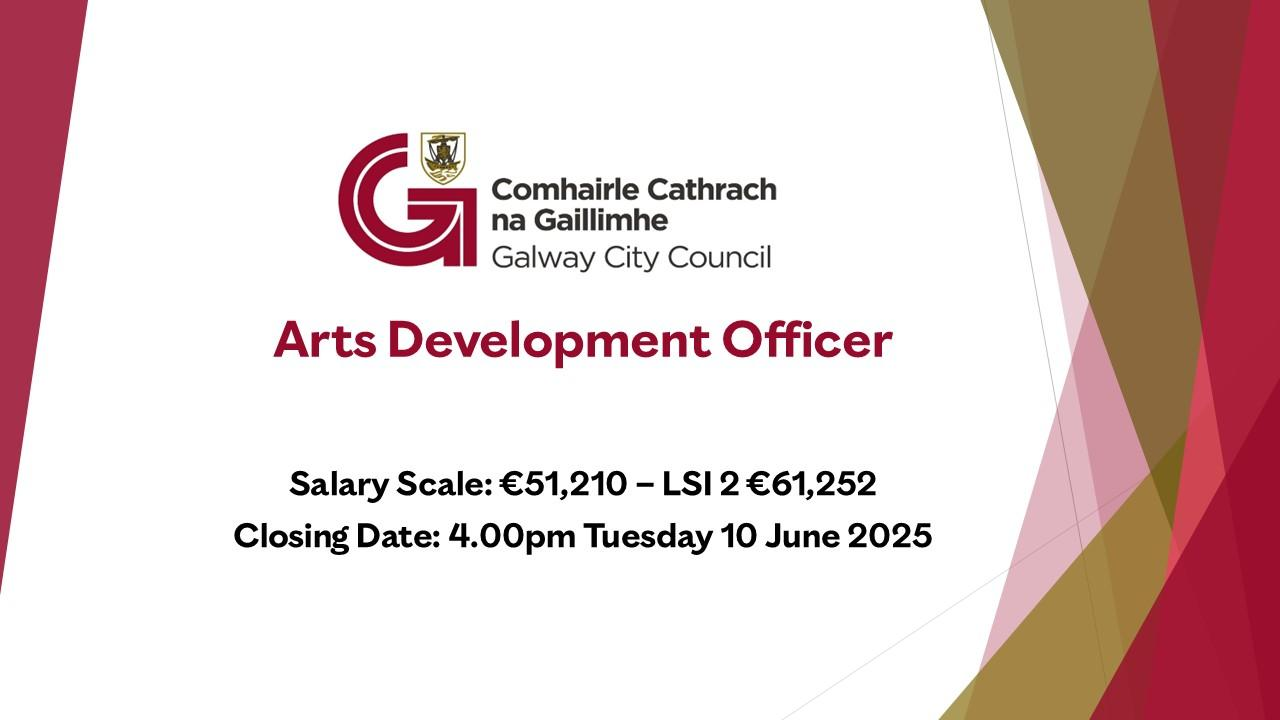 Comhairle Cathrach
na Gaillimhe
Galway City Council
Arts Development Officer
Salary Scale: €51,210 – LSI 2 €61,252
Closing Date: 4.00pm Tuesday 10 June 2025